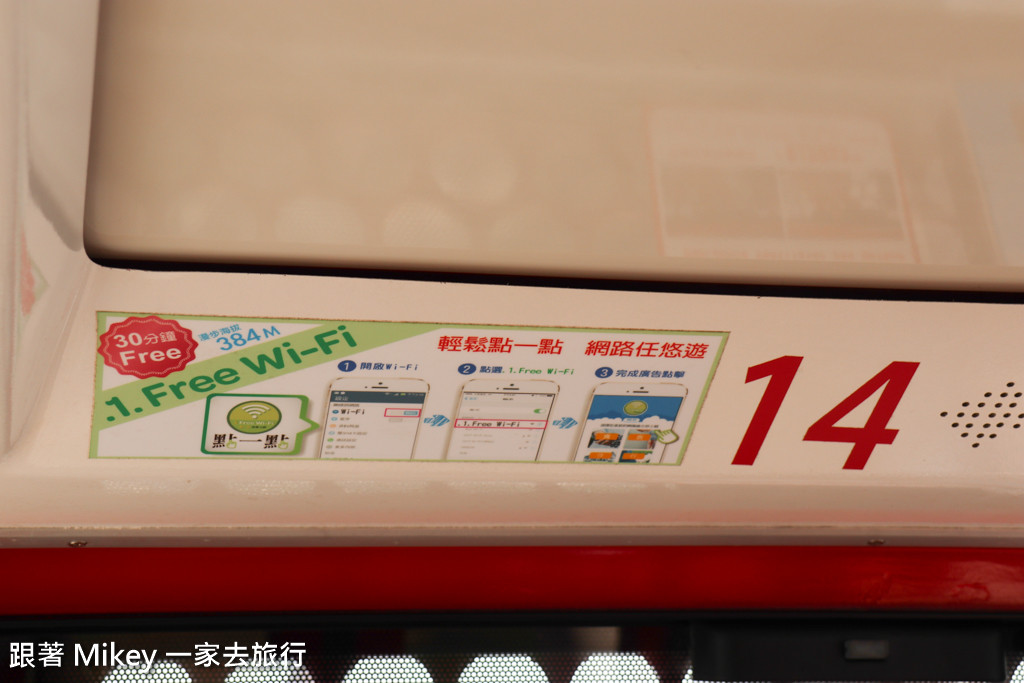 30分鐘
Free
漫步海拔
384M
.1.Free Wi-Fi
輕鬆點一點 網路任悠遊
1 開啟Wi-Fi
2 點選.1.Free Wi-Fi
3 完成廣告點擊
Wi-Fi
.1.Free Wi-Fi
點一點
14
跟著 Mikey 一家去旅行